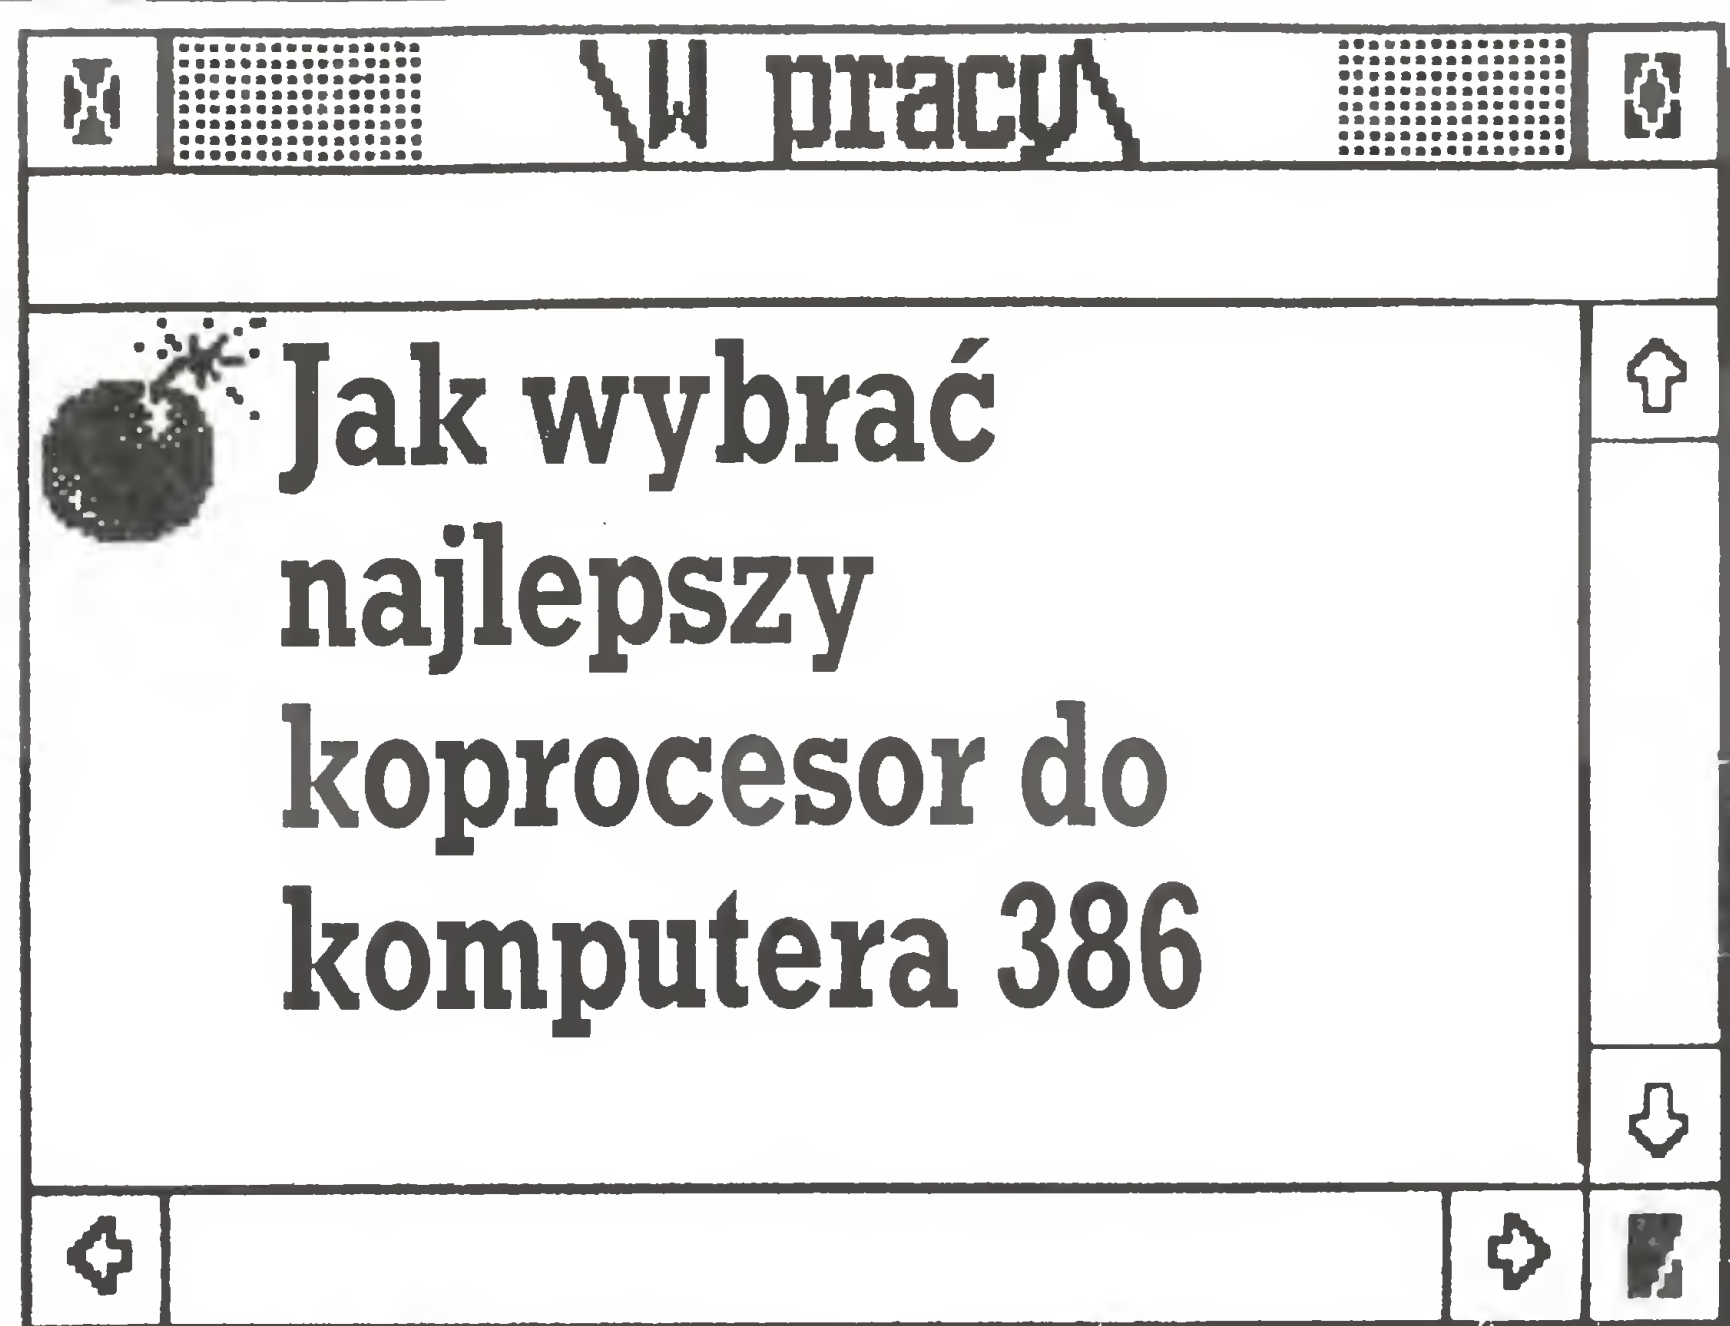 \W pracy\
Jak wybrać
najlepszy
koprocesor do
komputera 386